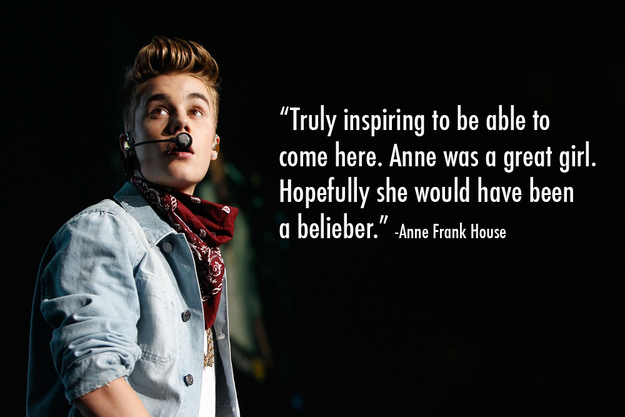 “Truly inspiring to be able to
come here. Anne was a great girl.
Hopefully she would have been
a belieber.” -Anne Frank House